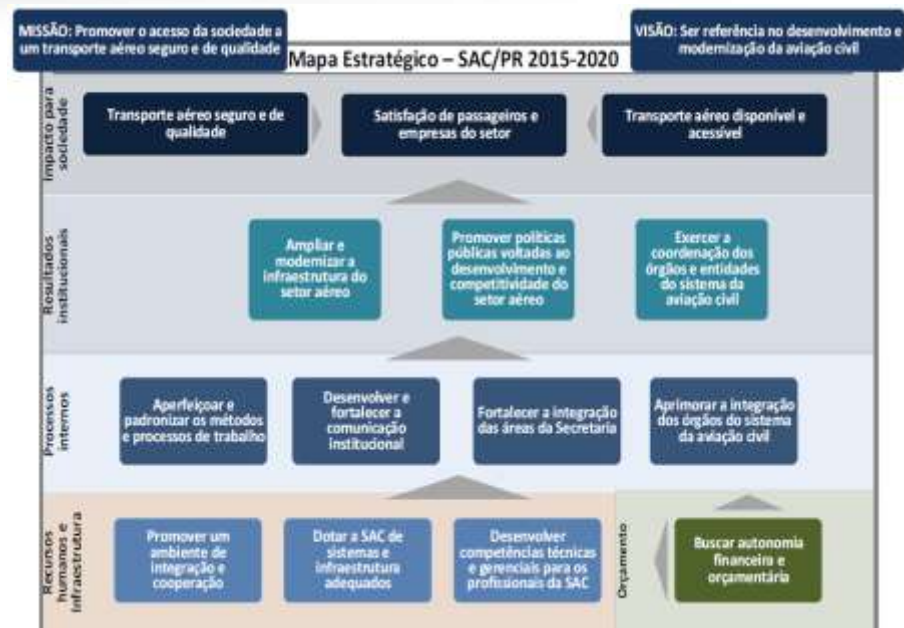 MISSÃO: Promover o acesso da sociedade a
um transporte aéreo seguro e de qualidade
VISÃO: Ser referência no desenvolvimento e
modernização da aviação civil
Mapa Estratégico – SAC/PR 2015-2020
Impacto para
sociedade
Transporte aéreo seguro e de
qualidade
Satisfação de passageiros e
empresas do setor
Transporte aéreo disponível e
acessível
Resultados
institucionais
Ampliar e
modernizar a
infraestrutura do
setor aéreo
Promover políticas
públicas voltadas ao
desenvolvimento e
competitividade do
setor aéreo
Exercer a
coordenação dos
órgãos e entidades
do sistema da
aviação civil
Processos
internos
Aperfeiçoar e
padronizar os métodos
e processos de trabalho
Desenvolver e
fortalecer a
comunicação
institucional
Fortalecer a integração
das áreas da Secretaria
Aprimorar a integração
dos órgãos do sistema
da aviação civil
Recursos
humanos e
infraestrutura
Promover um
ambiente de
integração e
cooperação
Dotar a SAC de
sistemas e
infraestrutura
adequados
Desenvolver
competências técnicas
e gerenciais para os
profissionais da SAC
Orçamento
Buscar autonomia
financeira e
orçamentária